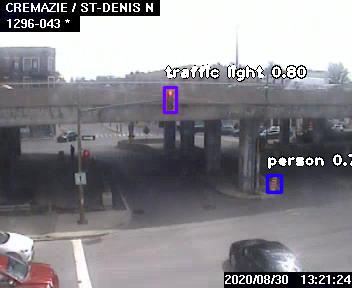 CREMAZIE / ST-DENIS N
1296-043 *
traffic light 0.80
person 0.7
2020/08/30 13:21:24